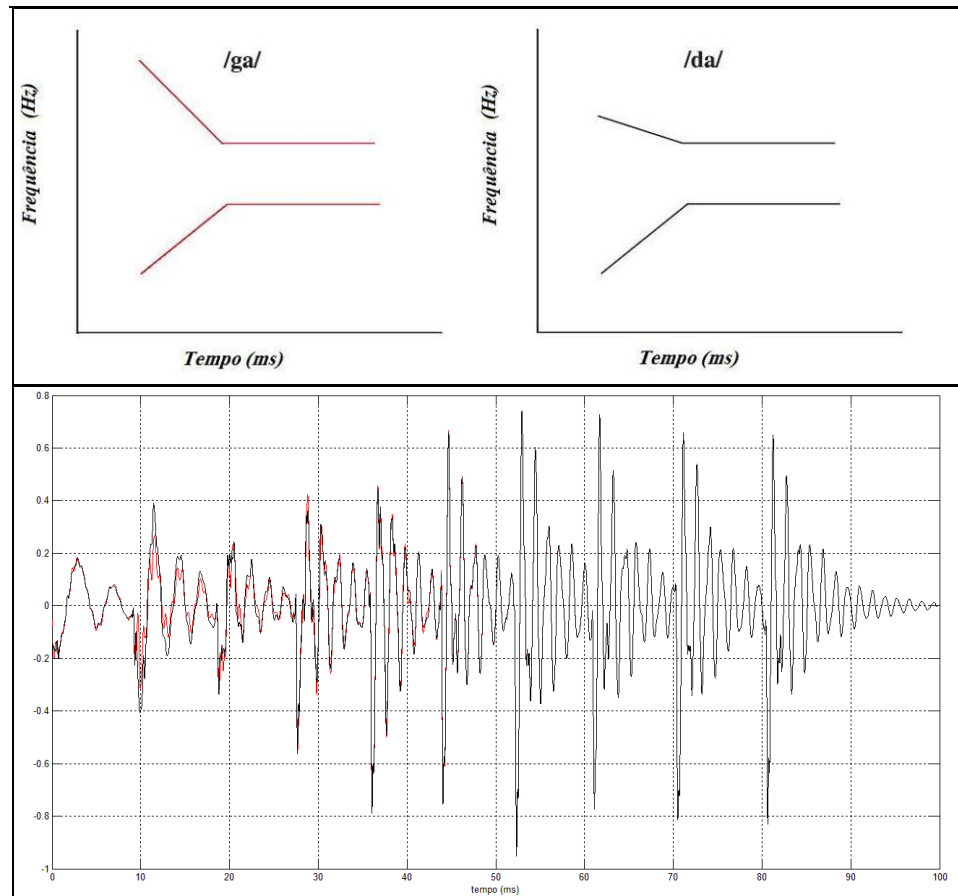 /ga/
Frequência (Hz)
Tempo (ms)
/da/
Frequência (Hz)
Tempo (ms)
0.8
0.6
0.4
0.2
0
-0.2
-0.4
-0.6
-0.8
-1
0 10 20 30 40 50 60 70 80 90 100
tempo (ms)